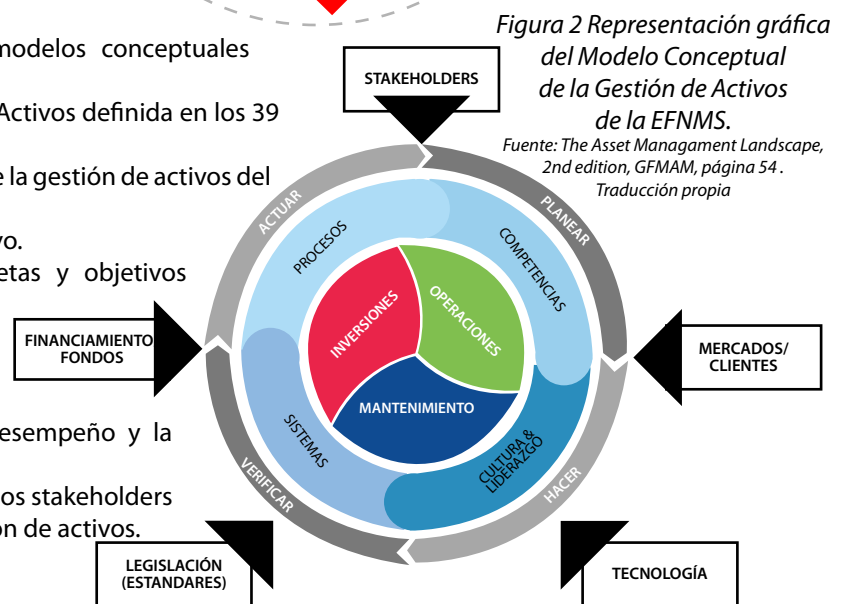 modelos conceptuales
Activos definida en los 39
e la gestión de activos del
vo.
etas y objetivos
esempeño y la
os stakeholders
ón de activos.
Figura 2 Representación gráfica
del Modelo Conceptual
de la Gestión de Activos
de la EFNMS.
Fuente: The Asset Managament Landscape,
2nd edition, GFMAM, página 54 .
Traducción propia
STAKEHOLDERS
ACTUAR
PLANEAR
PROCESOS
COMPETENCIAS
INVERSIONES
OPERACIONES
FINANCIAMIENTO
FONDOS
MERCADOS/
CLIENTES
MANTENIMIENTO
SISTEMAS
CULTURA &
LIDERAZGO
VERIFICAR
HACER
LEGISLACIÓN
(ESTANDARES)
TECNOLOGÍA